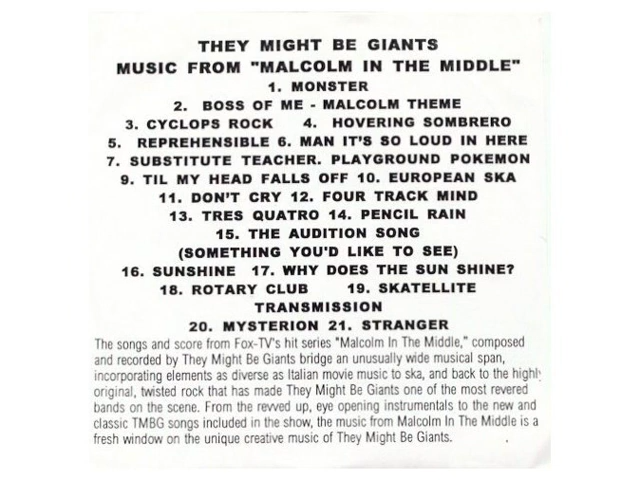 THEY MIGHT BE GIANTS
MUSIC FROM "MALCOLM IN THE MIDDLE"
1. MONSTER
2. BOSS OF ME - MALCOLM THEME
3. CYCLOPS ROCK 4. HOVERING SOMBRERO
5. REPREHENSIBLE 6. MAN IT'S SO LOUD IN HERE
7. SUBSTITUTE TEACHER. PLAYGROUND POKEMON
9. TIL MY HEAD FALLS OFF 10. EUROPEAN SKA
11. DON'T CRY 12. FOUR TRACK MIND
13. TRES QUATRO 14. PENCIL RAIN
15. THE AUDITION SONG
(SOMETHING YOU'D LIKE TO SEE)
16. SUNSHINE 17. WHY DOES THE SUN SHINE?
18. ROTARY CLUB 19. SKATELLITE
TRANSMISSION
20. MYSTERION 21. STRANGER
The songs and score from Fox-TV's hit series "Malcolm In The Middle," composed
and recorded by They Might Be Giants bridge an unusually wide musical span,
incorporating elements as diverse as Italian movie music to ska, and back to the highly
original, twisted rock that has made They Might Be Giants one of the most revered
bands on the scene. From the revved up, eye opening instrumentals to the new and
classic TMBG songs included in the show, the music from Malcolm In The Middle is a
fresh window on the unique creative music of They Might Be Giants.